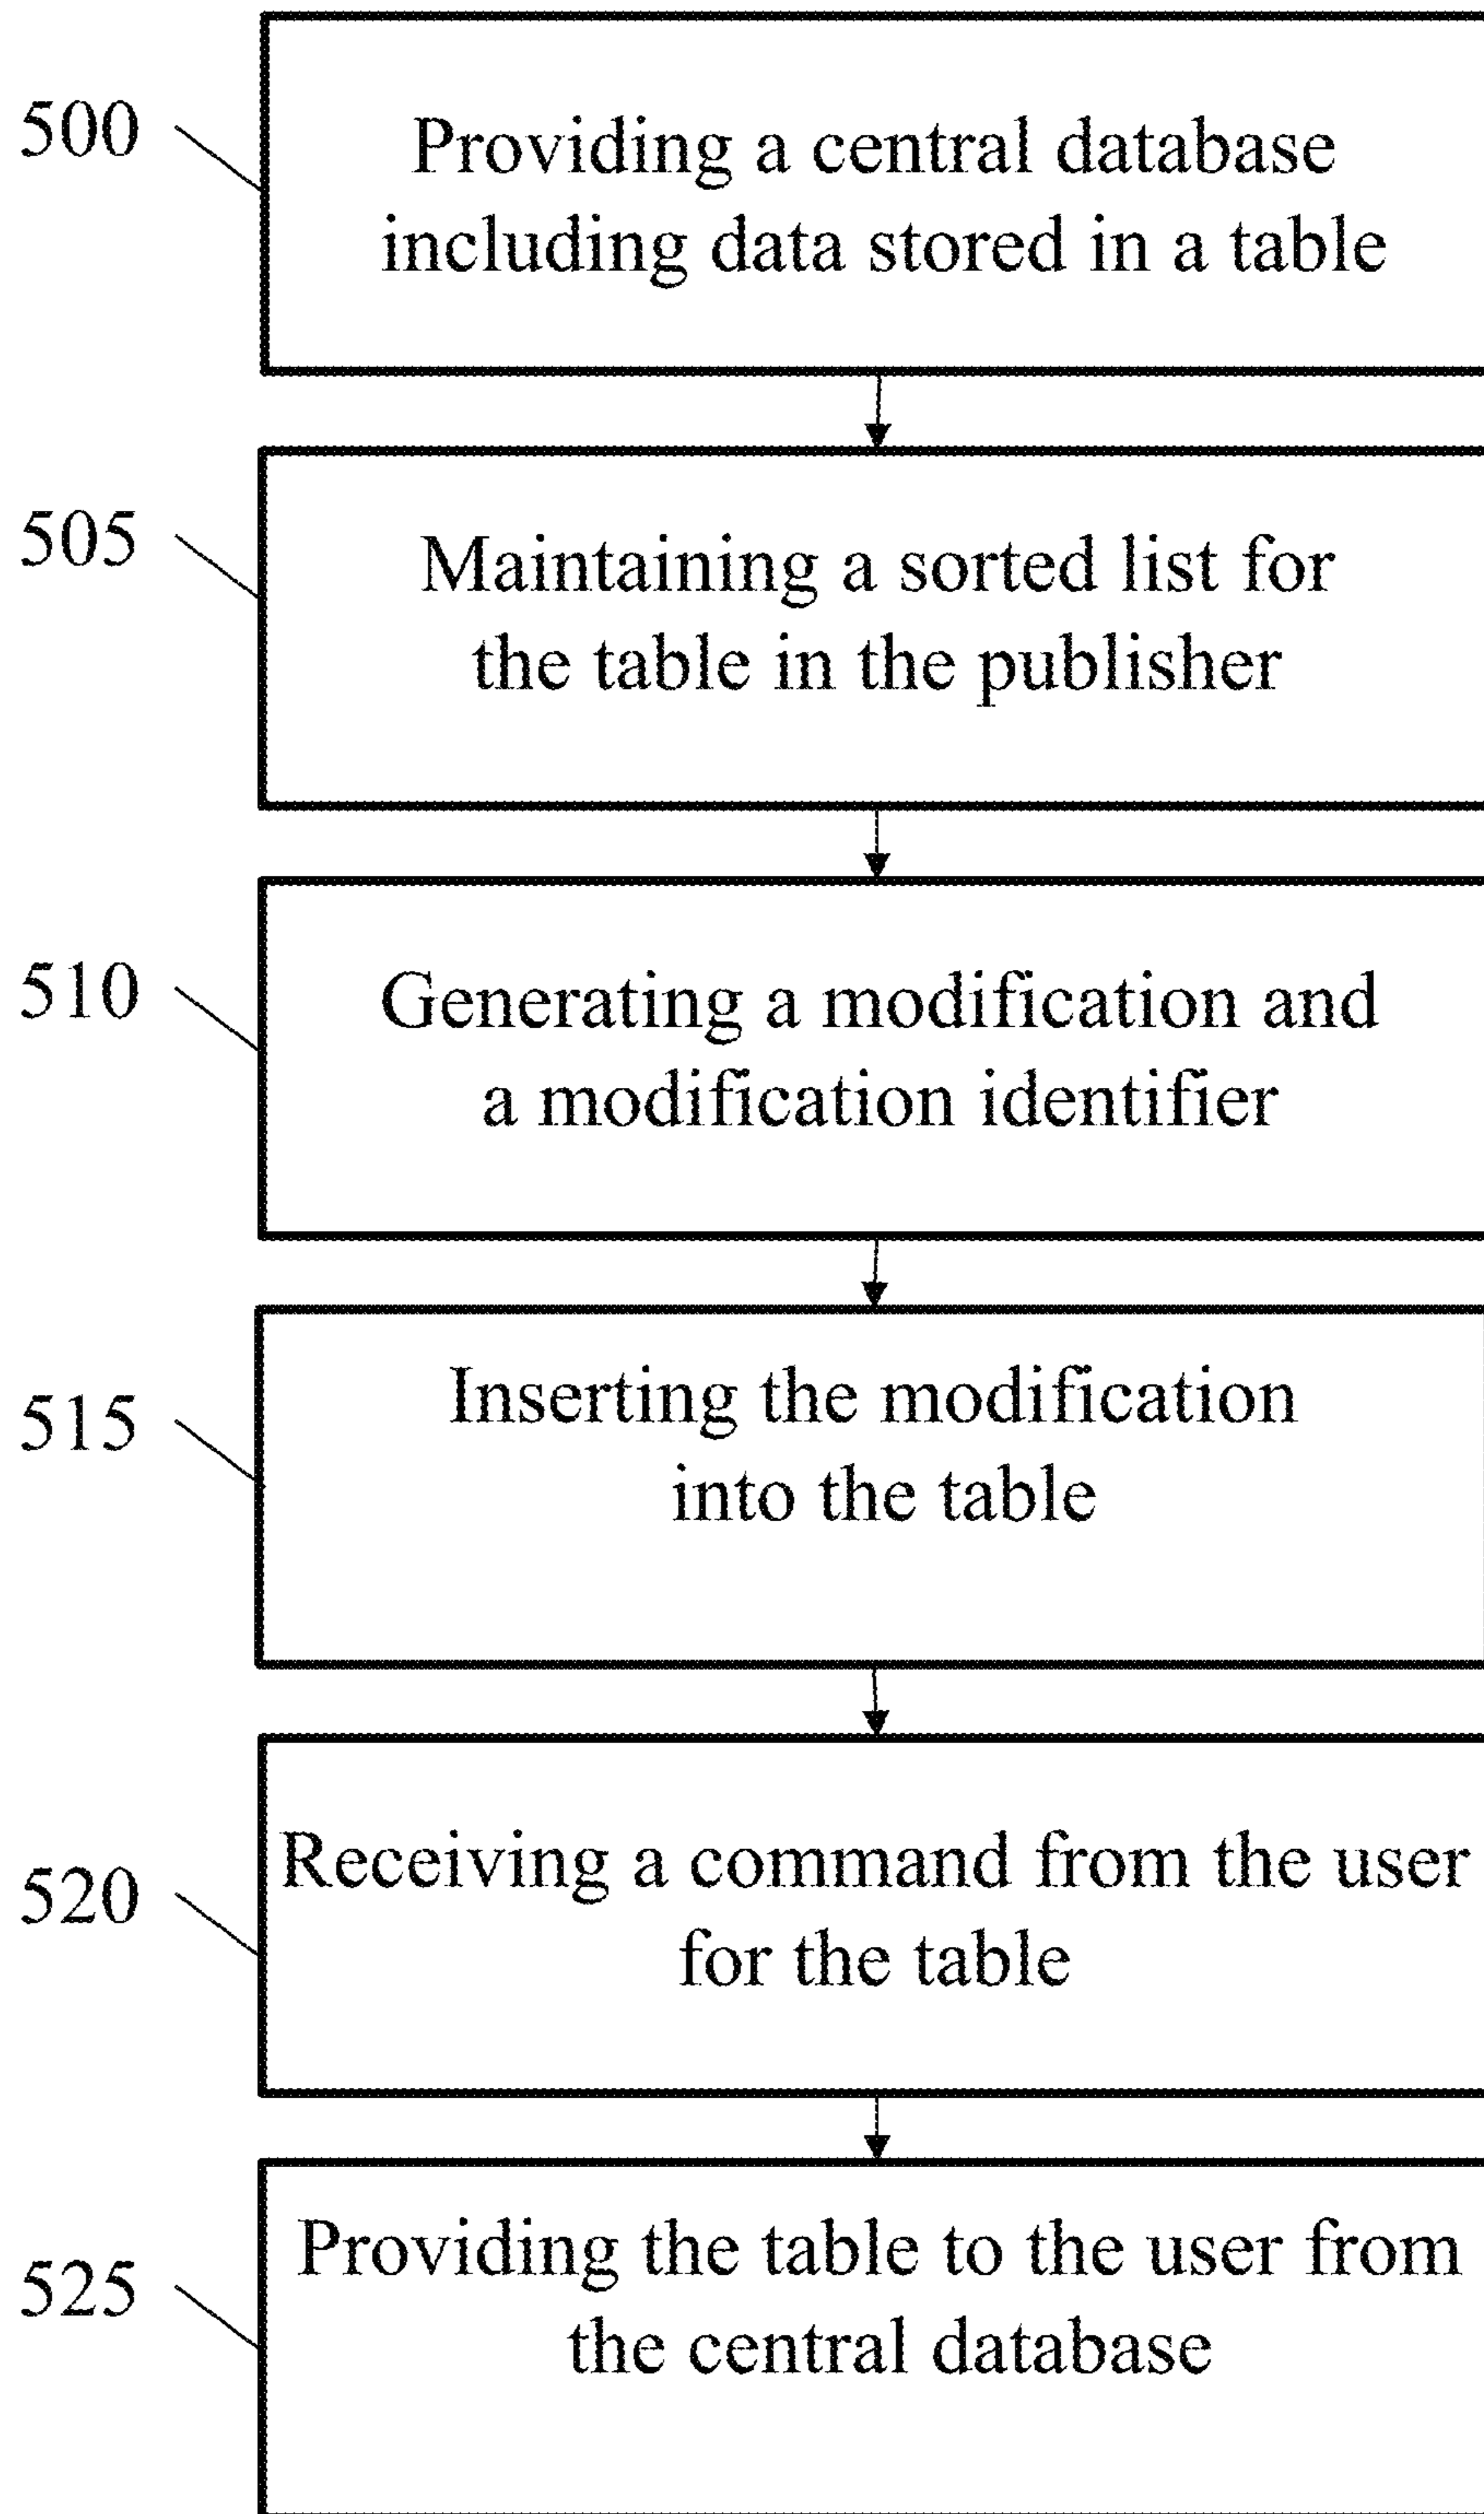 500
Providing a central database
including data stored in a table
505
Maintaining a sorted list for
the table in the publisher
510
Generating a modification and
a modification identifier
515
Inserting the modification
into the table
520
Receiving a command from the user
for the table
525
Providing the table to the user from
the central database